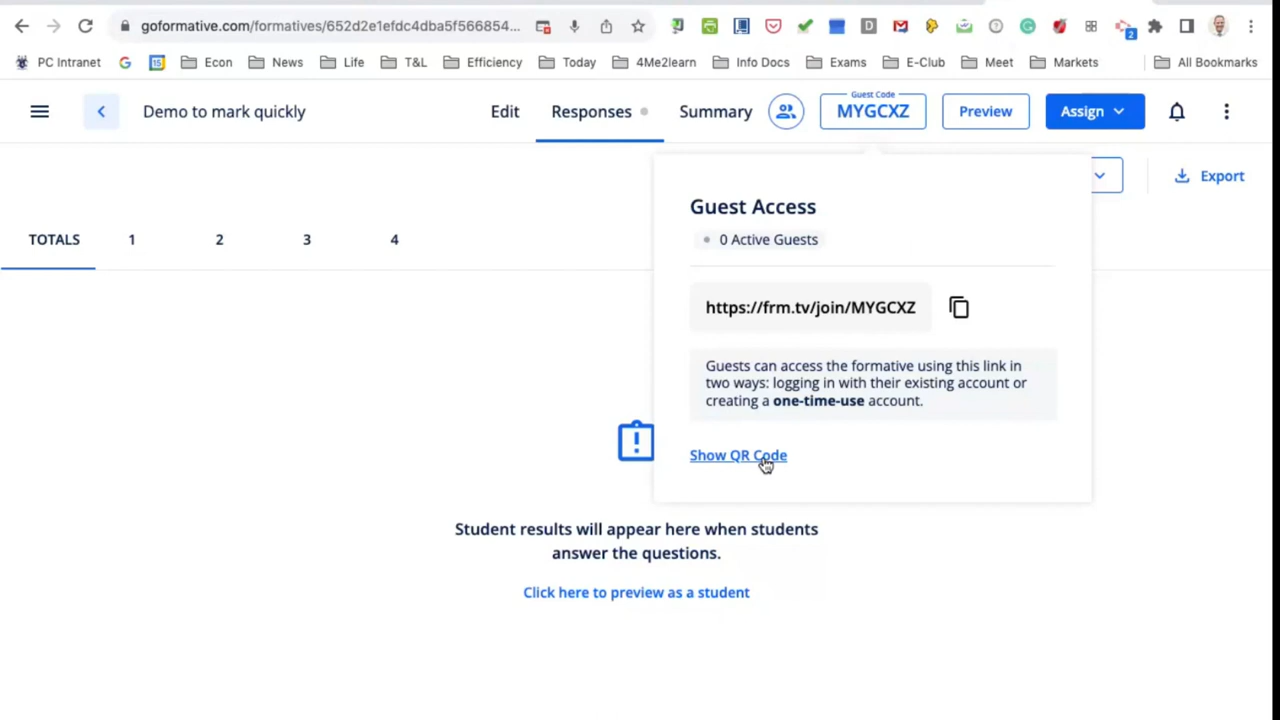 goformative.com/formatives/652d2e1efdc4dba5f566854...
2
PC Intranet
15
Econ
News
Life
T&L
Efficiency
Today
4Me2learn
Info Docs
Exams
E-Club
Meet
Markets
All Bookmarks
Demo to mark quickly
Edit
Responses
Summary
Guest Code
MYGCXZ
Preview
Assign
Export
Guest Access
0 Active Guests
TOTALS
1
2
3
4
https://frm.tv/join/MYGCXZ
Guests can access the formative using this link in
two ways: logging in with their existing account or
creating a one-time-use account.
Show QR Code
Student results will appear here when students
answer the questions.
Click here to preview as a student